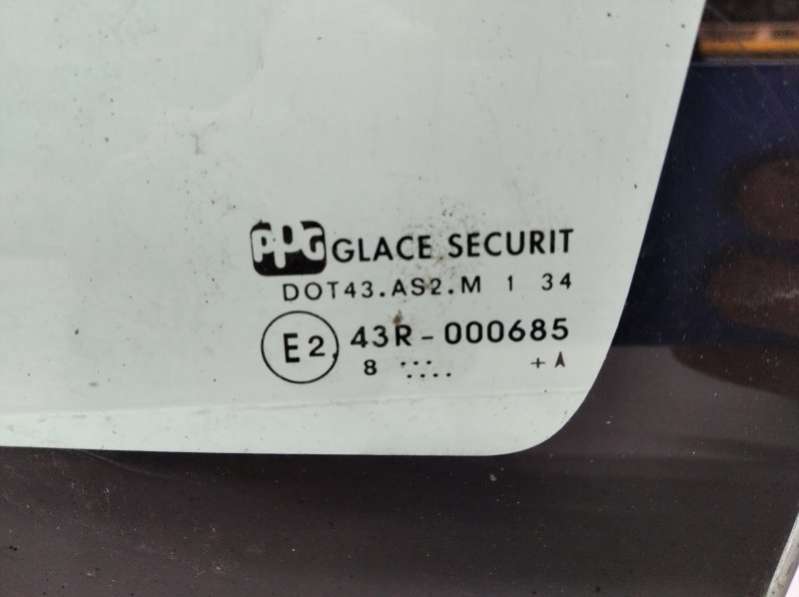 PPG GLACE SECURIT
DOT43.AS2.M 1 34
E2 43R-000685
8 ....... + A